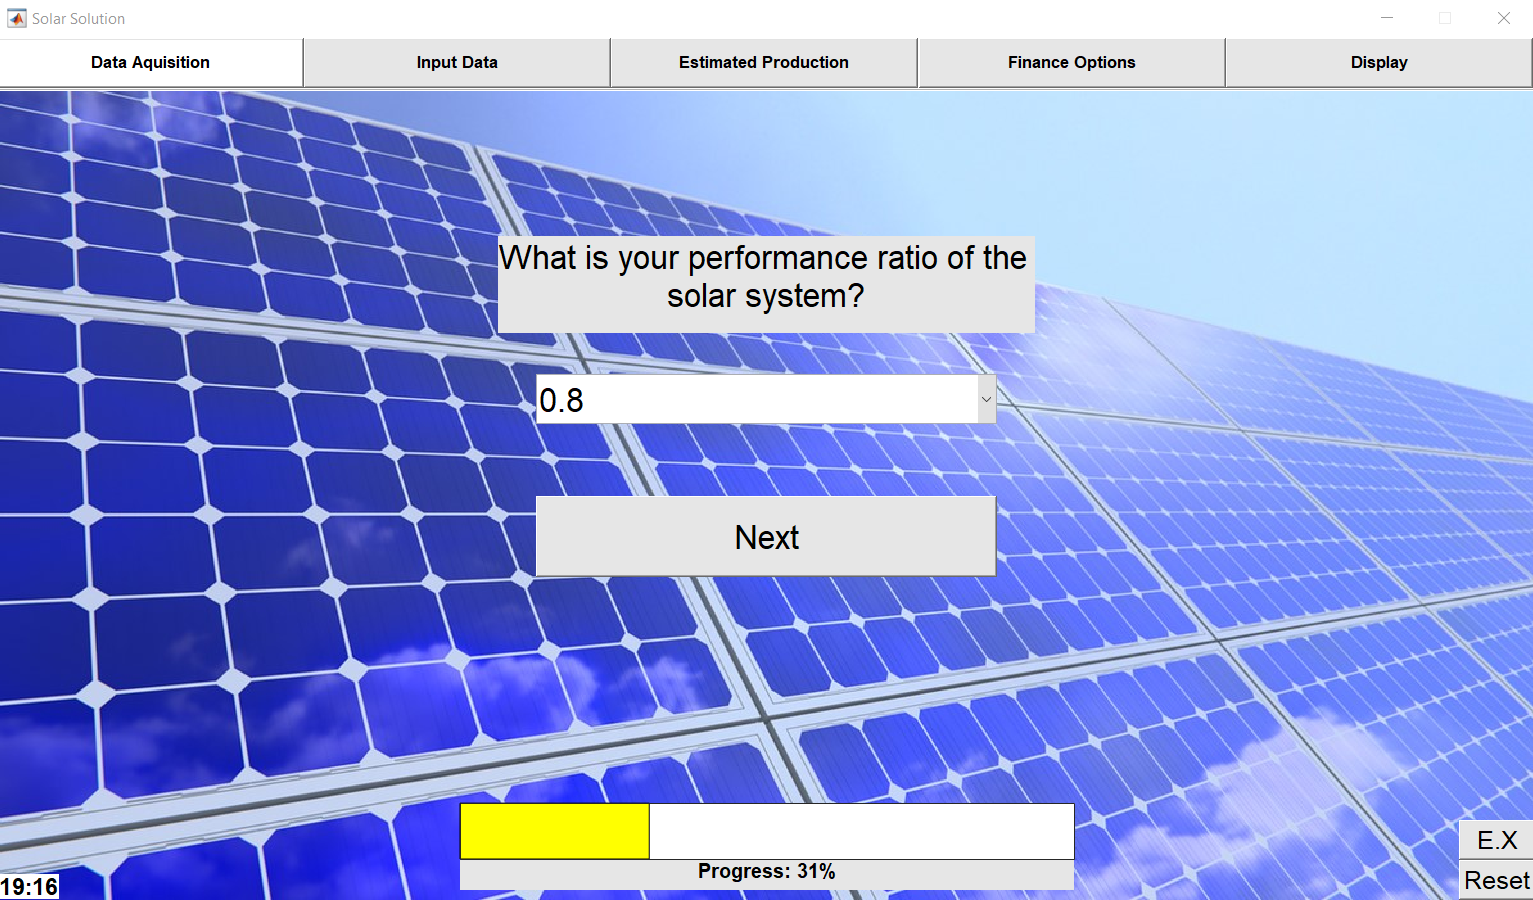 Solar Solution
Data Aquisition
Input Data
Estimated Production
Finance Options
Display
What is your performance ratio of the
solar system?
0.8
Next
Progress: 31%
E.X
Reset
19:16